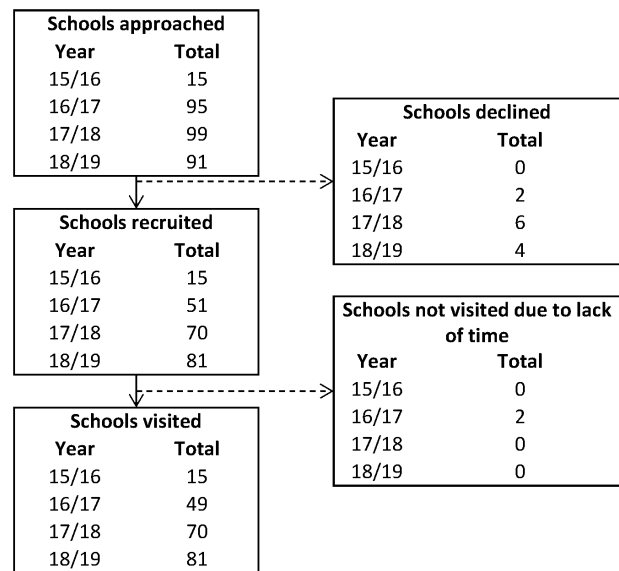 Schools approached
Year Total
15/16 15
16/17 95
17/18 99
18/19 91
Schools declined
Year Total
15/16 0
16/17 2
17/18 6
18/19 4
Schools recruited
Year Total
15/16 15
16/17 51
17/18 70
18/19 81
Schools not visited due to lack
of time
Year Total
15/16 0
16/17 2
17/18 0
18/19 0
Schools visited
Year Total
15/16 15
16/17 49
17/18 70
18/19 81